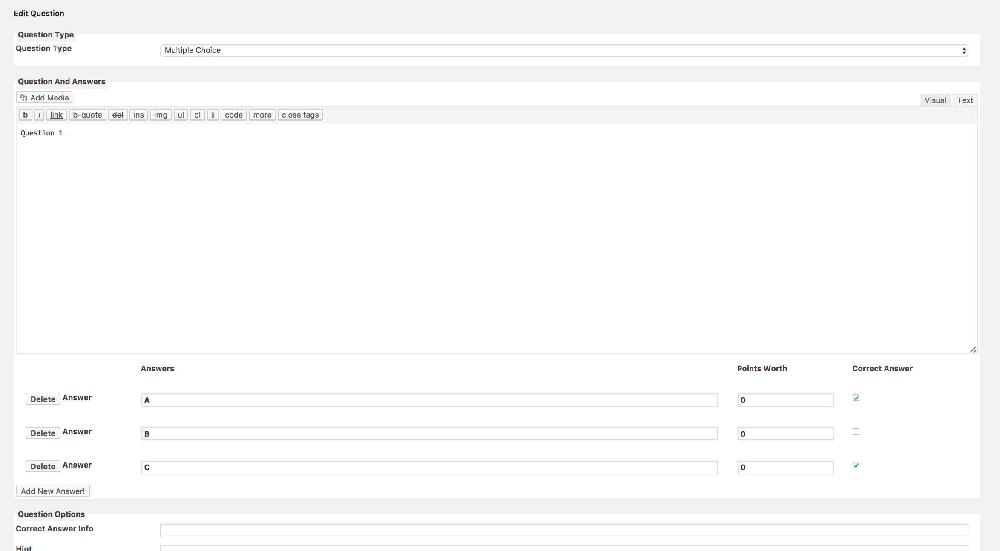 Edit Question
Question Type
Question Type Multiple Choice
Question And Answers
Add Media Visual Text
b i link b-quote del ins img ul ol li code more close tags
Question 1
Answers Points Worth Correct Answer
Delete Answer A 0
Delete Answer B 0
Delete Answer C 0
Add New Answer!
Question Options
Correct Answer Info
Hint